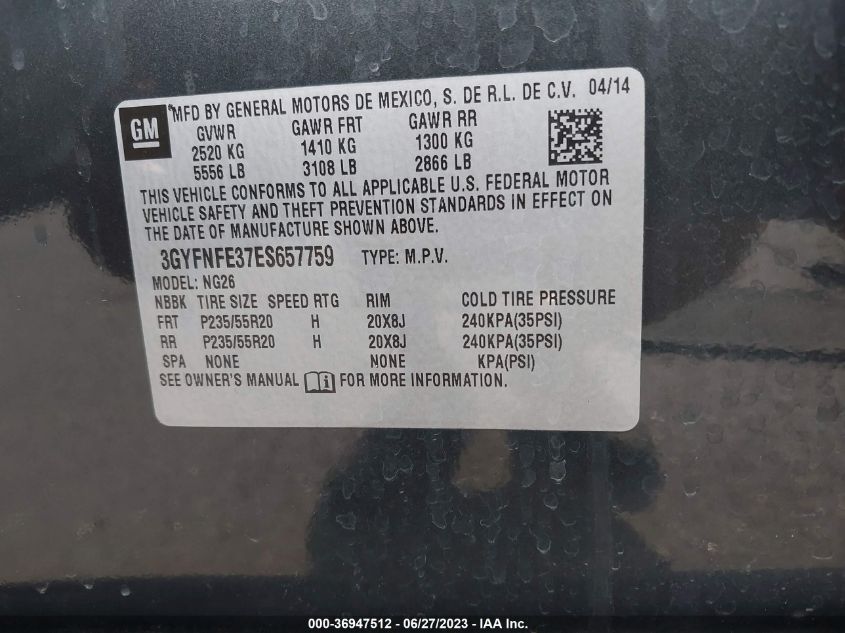 GM
*MFD BY GENERAL MOTORS DE MEXICO, S. DE R.L. DE C.V. 04/14
GVWR GAWR FRT GAWR RR
2520 KG 1410 KG 1300 KG
5556 LB 3108 LB 2866 LB
THIS VEHICLE CONFORMS TO ALL APPLICABLE U.S. FEDERAL MOTOR
VEHICLE SAFETY AND THEFT PREVENTION STANDARDS IN EFFECT ON
THE DATE OF MANUFACTURE SHOWN ABOVE.
3GYFNFE37ES657759 TYPE: M.P.V.
MODEL: NG26
NBBK TIRE SIZE SPEED RTG RIM COLD TIRE PRESSURE
FRT P235/55R20 H 20X8J 240KPA(35PSI)
RR P235/55R20 H 20X8J 240KPA(35PSI)
SPA NONE NONE KPA(PSI)
SEE OWNER'S MANUAL FOR MORE INFORMATION.
000-36947512 - 06/27/2023 - IAA Inc.